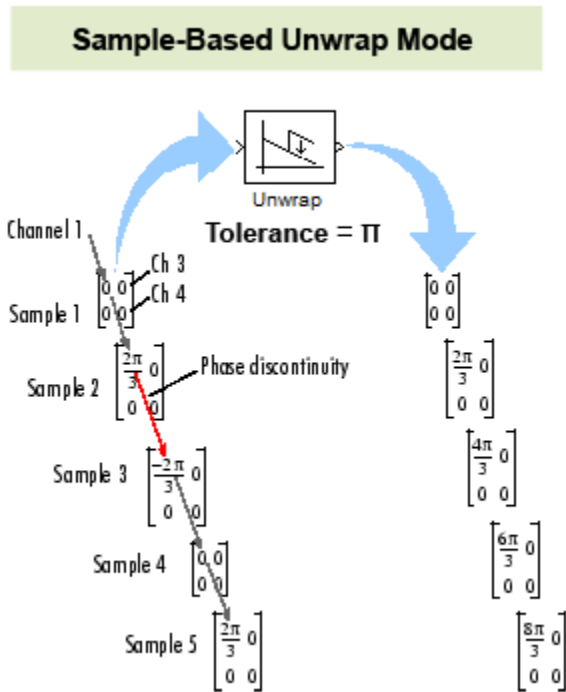 Sample-Based Unwrap Mode
Unwrap
Tolerance = π
Channel 1
Ch 3
Ch 4
Sample 1
0 0
0 0
0 0
0 0
Sample 2
2π/3 0
0 0
Phase discontinuity
2π/3 0
0 0
Sample 3
-2π/3 0
0 0
4π/3 0
0 0
Sample 4
0 0
0 0
6π/3 0
0 0
Sample 5
2π/3 0
0 0
8π/3 0
0 0